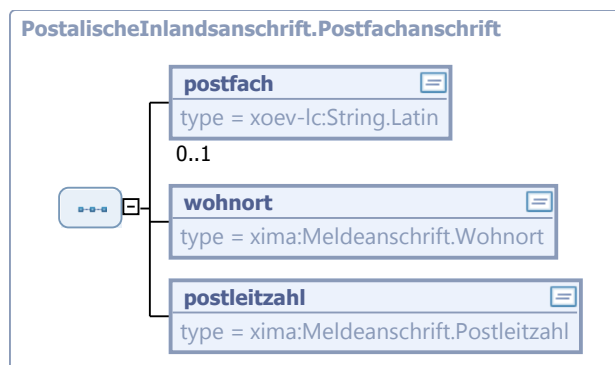 PostalischeInlandsanschrift.Postfachanschrift
postfach
type = xoev-lc:String.Latin
0..1
wohnort
type = xima:Meldeanschrift.Wohnort
postleitzahl
type = xima:Meldeanschrift.Postleitzahl